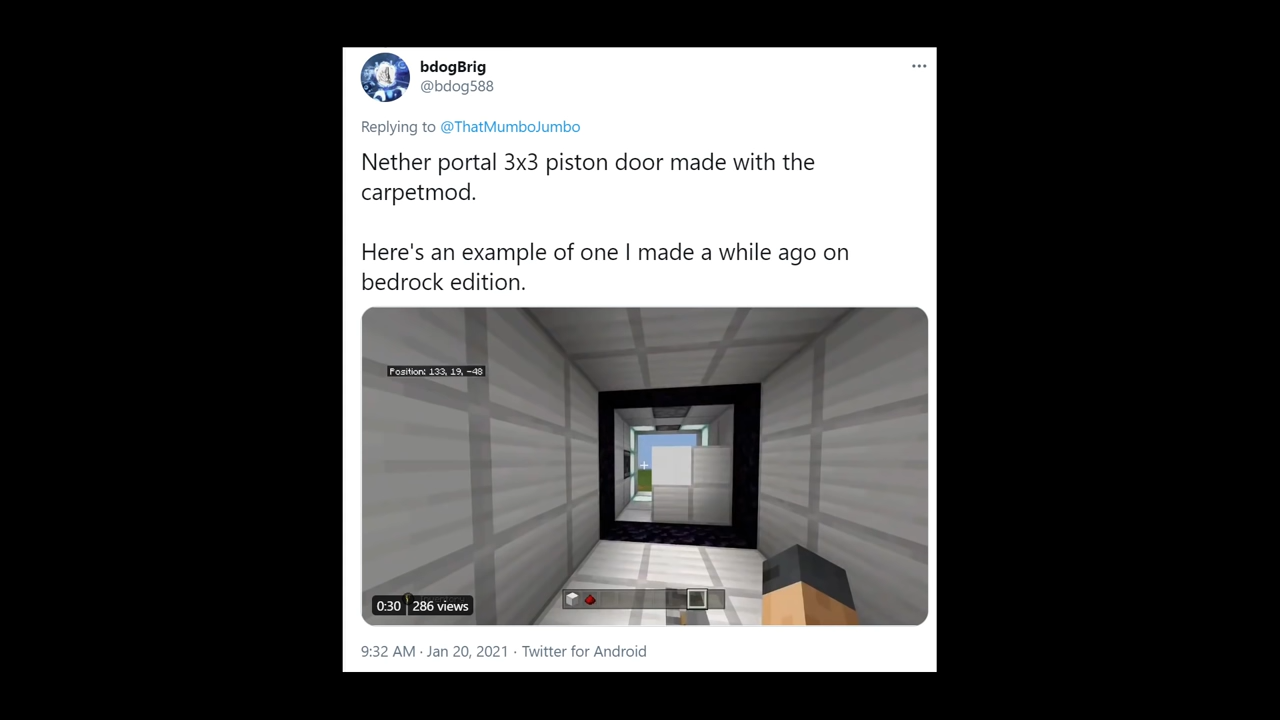 bdogBrig
@bdog588
Replying to @ThatMumboJumbo
Nether portal 3x3 piston door made with the
carpetmod.
Here's an example of one I made a while ago on
bedrock edition.
Position: 133, 19, -48
0:30 | 286 views
9:32 AM · Jan 20, 2021 · Twitter for Android